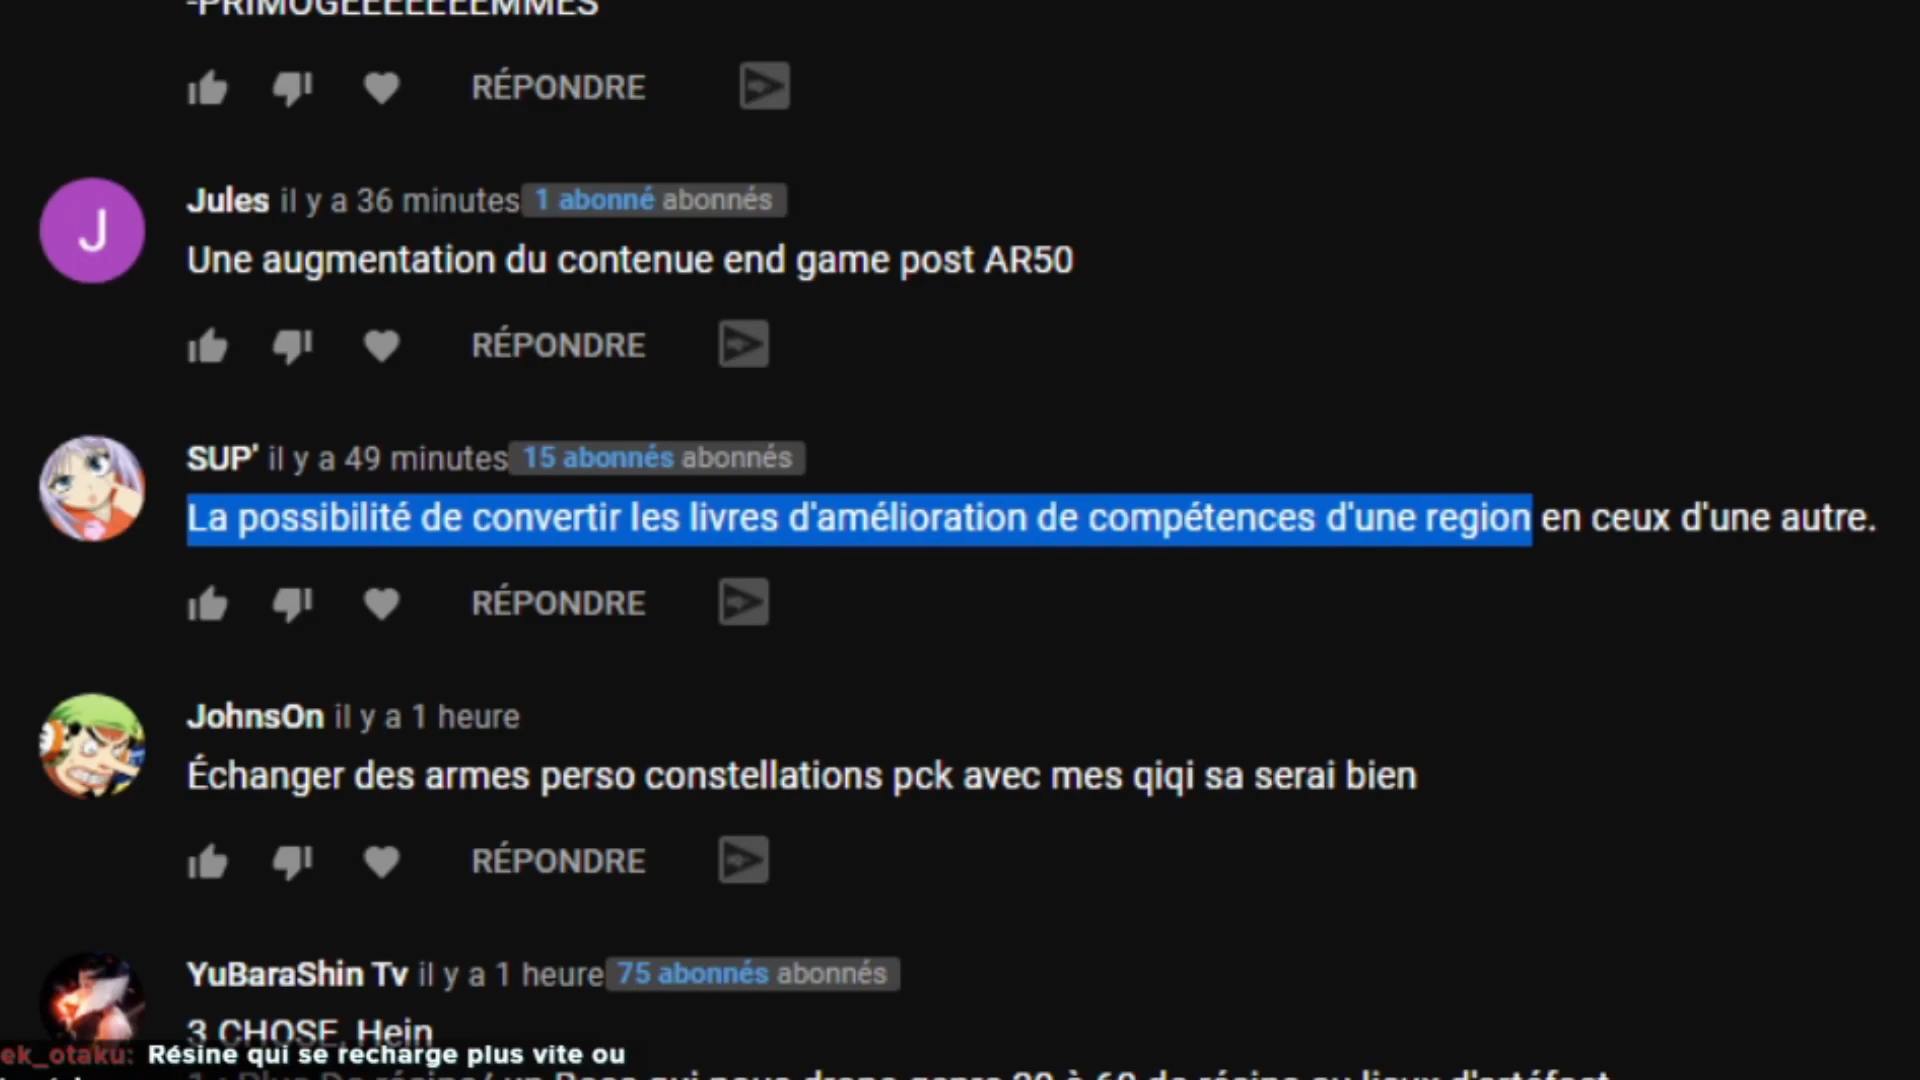 -PRIMOGEEEEEEEMMES
RÉPONDRE
Jules il y a 36 minutes 1 abonné abonnés
Une augmentation du contenue end game post AR50
RÉPONDRE
SUP' il y a 49 minutes 15 abonnés abonnés
La possibilité de convertir les livres d'amélioration de compétences d'une region en ceux d'une autre.
RÉPONDRE
JohnsOn il y a 1 heure
Échanger des armes perso constellations pck avec mes qiqi sa serai bien
RÉPONDRE
YuBaraShin Tv il y a 1 heure 75 abonnés abonnés
3 CHOSE, Hein
ek_otaku: Résine qui se recharge plus vite ou